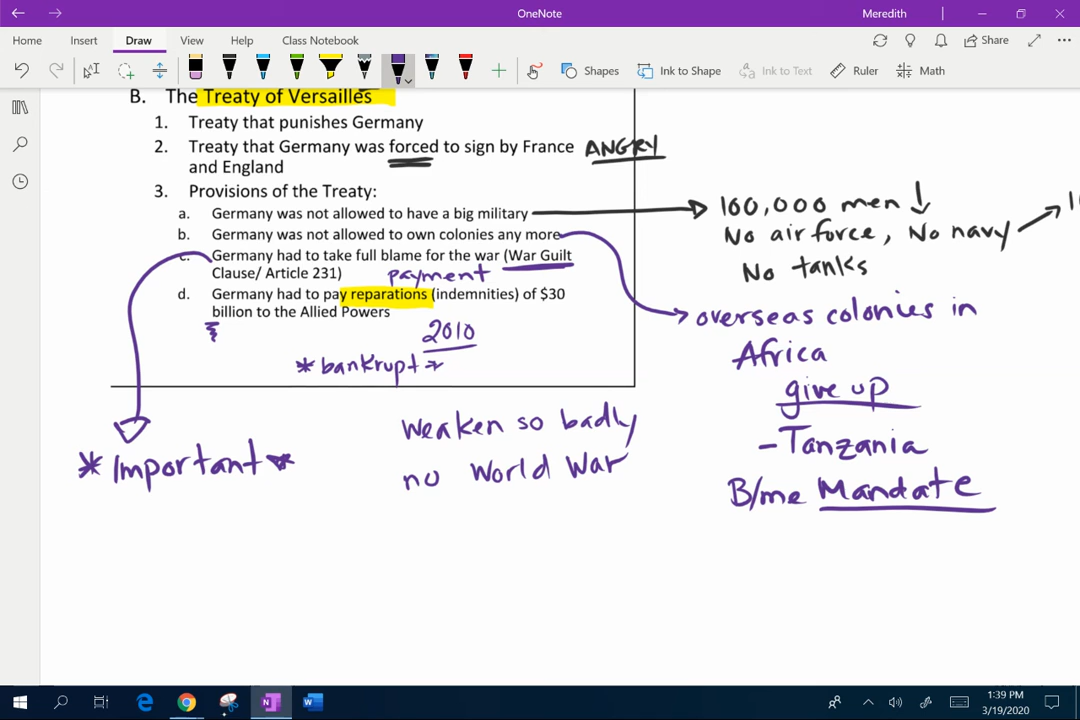 OneNote
Meredith
Home Insert Draw View Help Class Notebook
Share
Shapes
Ink to Shape
Ink to Text
Ruler
Math
B. The Treaty of Versailles
1. Treaty that punishes Germany
2. Treaty that Germany was forced to sign by France ANGRY
and England
3. Provisions of the Treaty:
a. Germany was not allowed to have a big military
b. Germany was not allowed to own colonies any more
c. Germany had to take full blame for the war (War Guilt
Clause/ Article 231)
payment
d. Germany had to pay reparations (indemnities) of $30
billion to the Allied Powers
2010
*bankrupt*
100,000 men ↓
No air force, No navy
No tanks
overseas colonies in
Africa
give up
-Tanzania
B/me Mandate
*Important*
weaken so badly
no World War
1:39 PM
3/19/2020